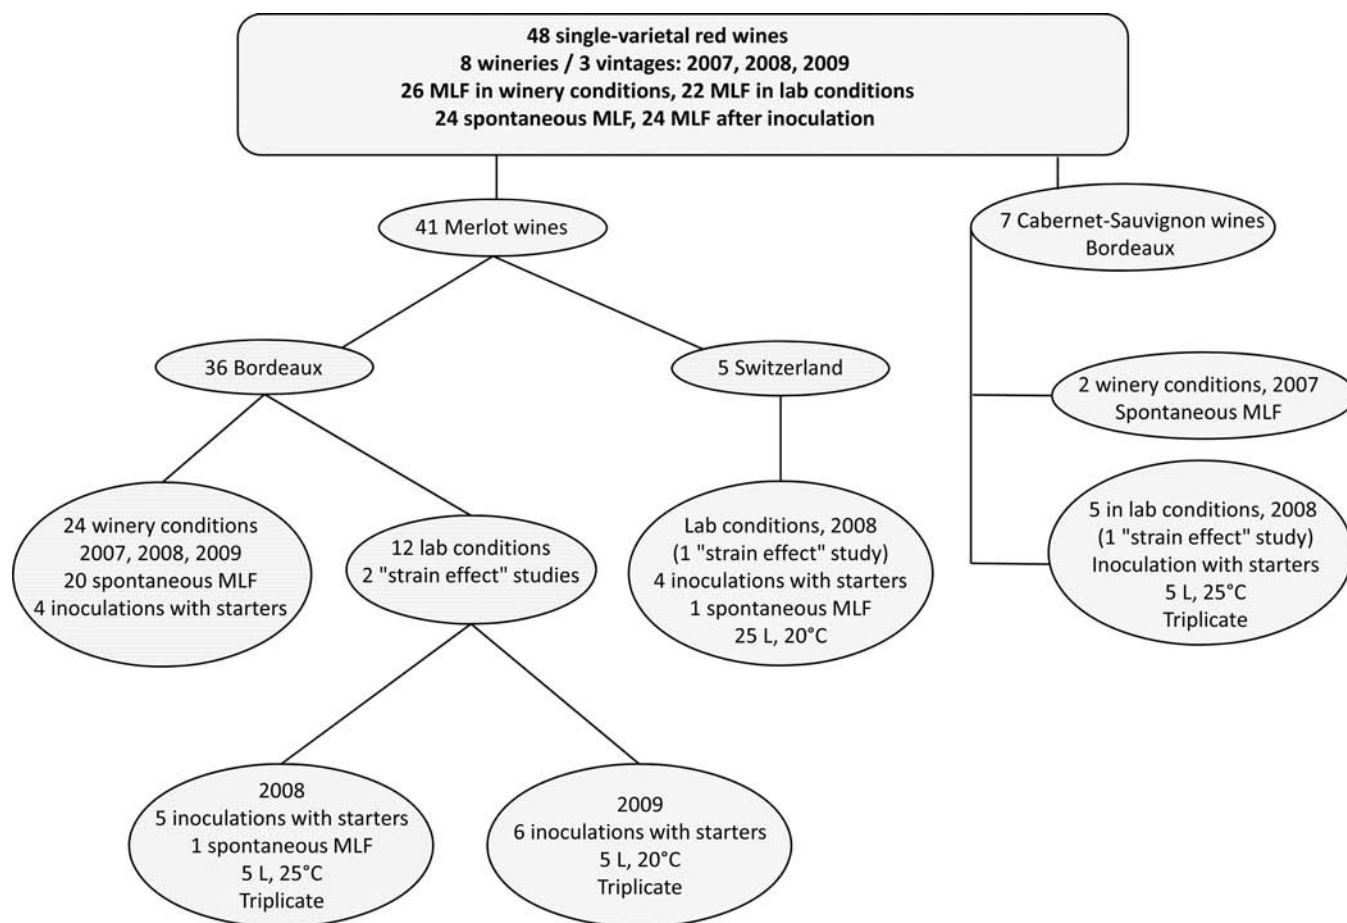 48 single-varietal red wines
8 wineries / 3 vintages: 2007, 2008, 2009
26 MLF in winery conditions, 22 MLF in lab conditions
24 spontaneous MLF, 24 MLF after inoculation
41 Merlot wines
7 Cabernet-Sauvignon wines
Bordeaux
36 Bordeaux
5 Switzerland
2 winery conditions, 2007
Spontaneous MLF
24 winery conditions
2007, 2008, 2009
20 spontaneous MLF
4 inoculations with starters
12 lab conditions
2 "strain effect" studies
Lab conditions, 2008
(1 "strain effect" study)
4 inoculations with starters
1 spontaneous MLF
25 L, 20°C
5 in lab conditions, 2008
(1 "strain effect" study)
Inoculation with starters
5 L, 25°C
Triplicate
2008
5 inoculations with starters
1 spontaneous MLF
5 L, 25°C
Triplicate
2009
6 inoculations with starters
5 L, 20°C
Triplicate